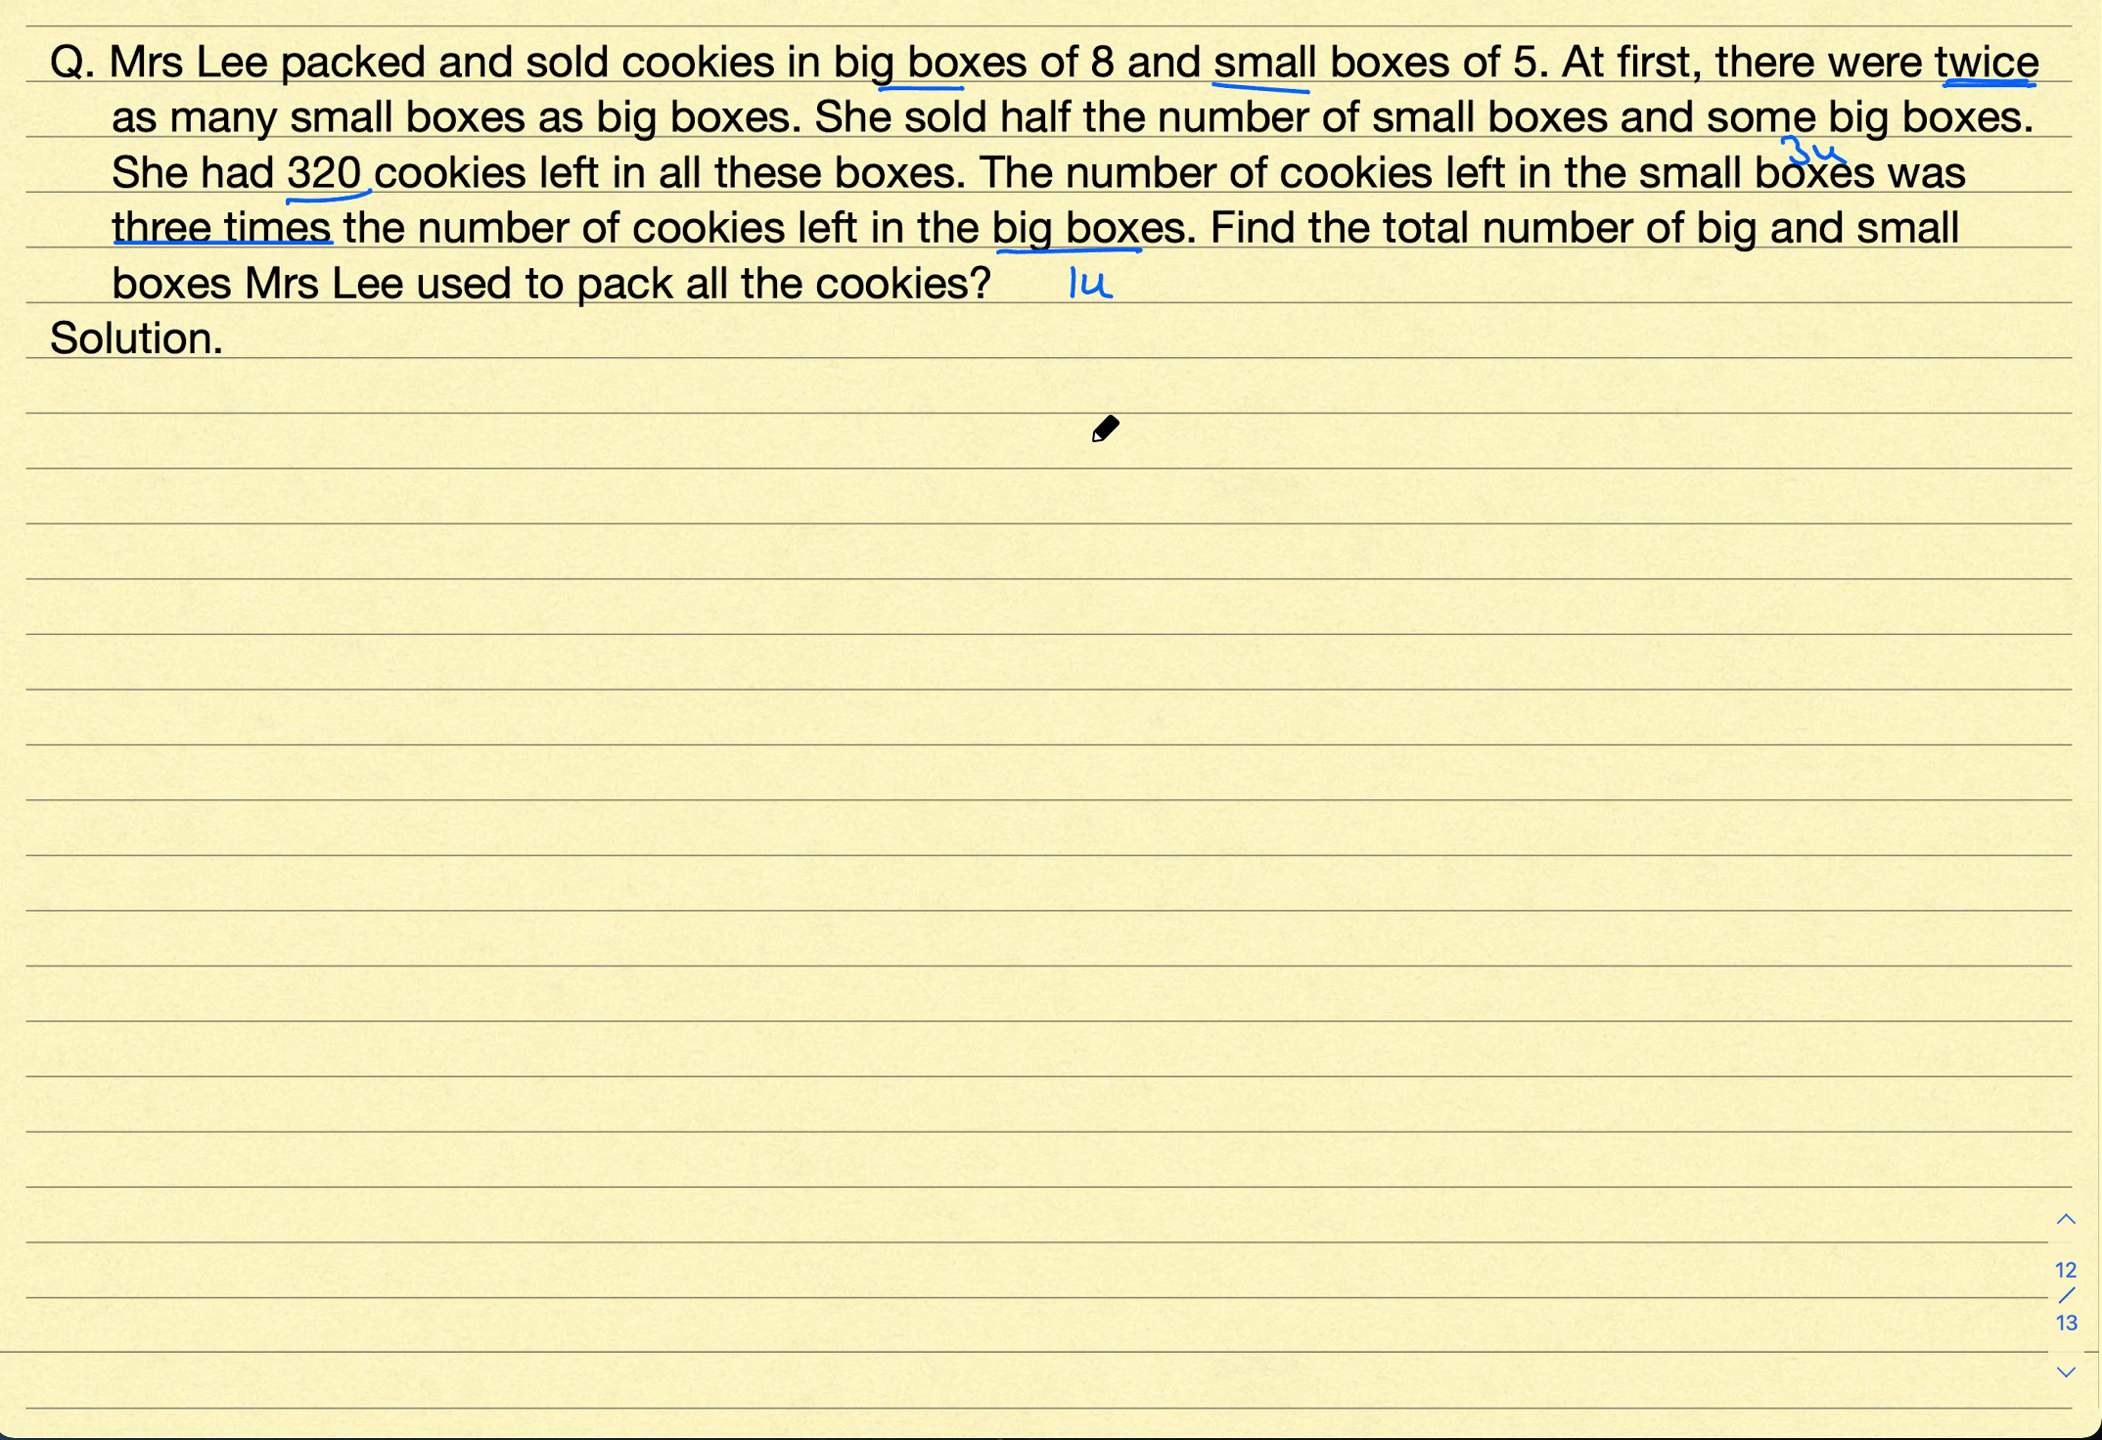 Q. Mrs Lee packed and sold cookies in big boxes of 8 and small boxes of 5. At first, there were twice
as many small boxes as big boxes. She sold half the number of small boxes and some big boxes.
3u
She had 320 cookies left in all these boxes. The number of cookies left in the small boxes was
three times the number of cookies left in the big boxes. Find the total number of big and small
boxes Mrs Lee used to pack all the cookies? 1u
Solution.
12
/
13